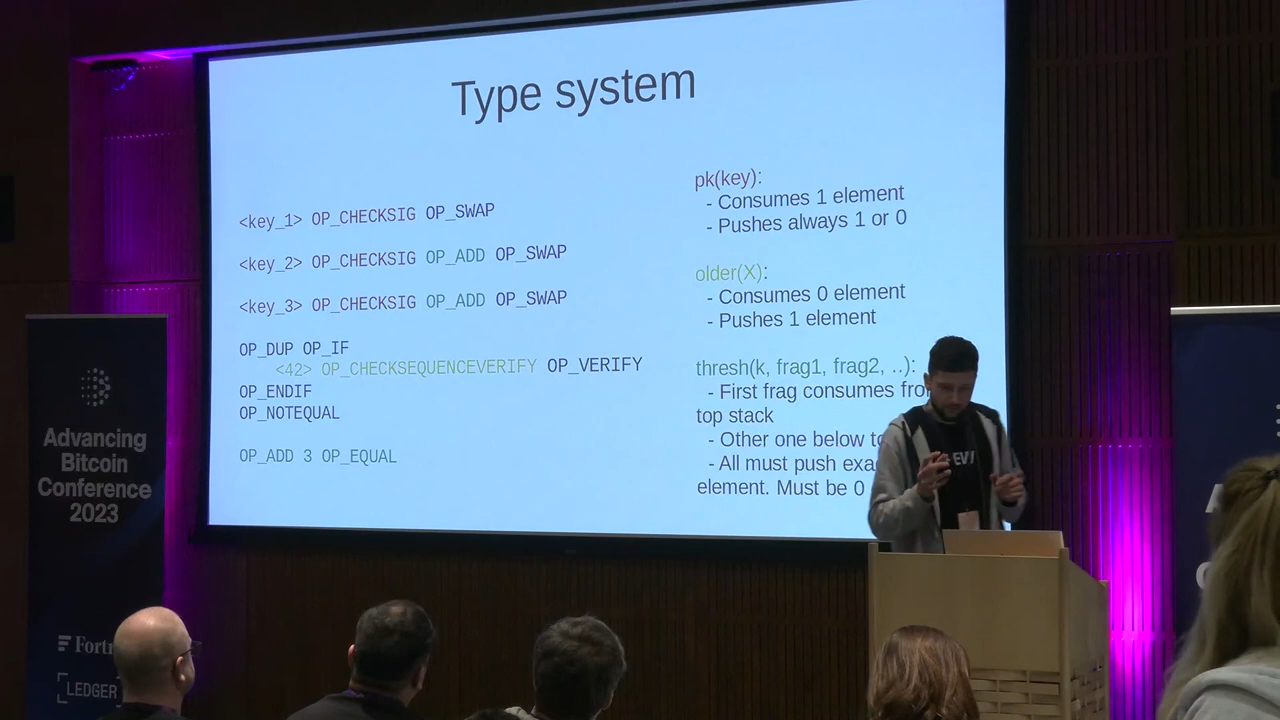 Type system
<key_1> OP_CHECKSIG OP_SWAP
<key_2> OP_CHECKSIG OP_ADD OP_SWAP
<key_3> OP_CHECKSIG OP_ADD OP_SWAP
OP_DUP OP_IF
<42> OP_CHECKSEQUENCEVERIFY OP_VERIFY
OP_ENDIF
OP_NOTEQUAL
OP_ADD 3 OP_EQUAL
pk(key):
- Consumes 1 element
- Pushes always 1 or 0
older(X):
- Consumes 0 element
- Pushes 1 element
thresh(k, frag1, frag2, ..):
- First frag consumes
top stack
- Other one below
- All must push
element. Must be 0
Advancing
Bitcoin
Conference
2023
LEDGER